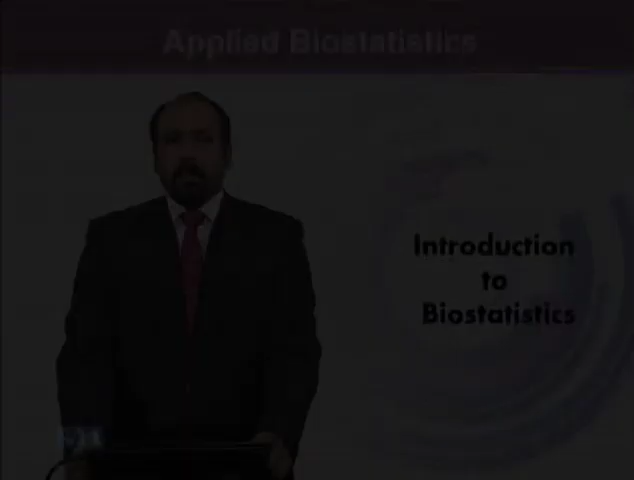 Applied Biostatistics
Introduction
to
Biostatistics